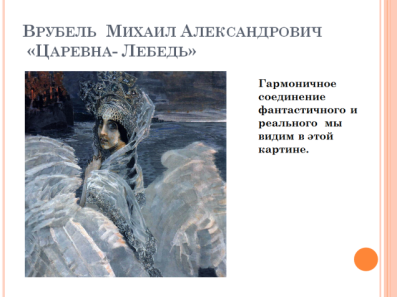 Врубель Михаил Александрович
«Царевна- Лебедь»
Гармоничное
соединение
фантастичного и
реального мы
видим в этой
картине.